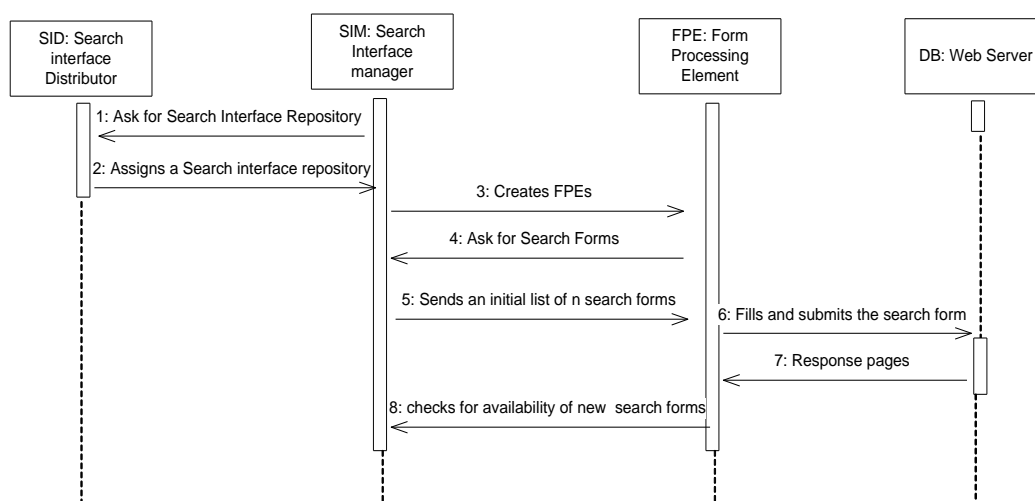 SID: Search
interface
Distributor
SIM: Search
Interface
manager
FPE: Form
Processing
Element
DB: Web Server
1: Ask for Search Interface Repository
2: Assigns a Search interface repository
3: Creates FPEs
4: Ask for Search Forms
5: Sends an initial list of n search forms
6: Fills and submits the search form
7: Response pages
8: checks for availability of new search forms